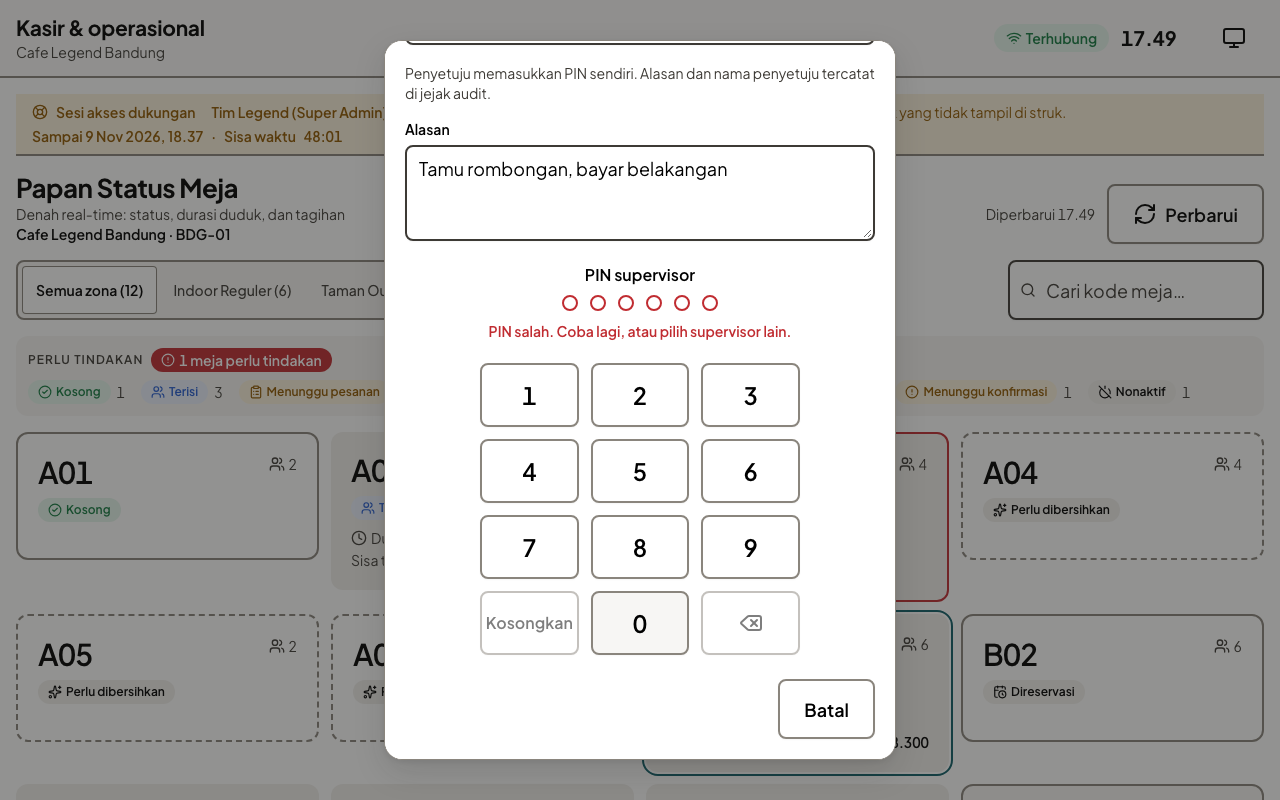 Kasir & operasional
Cafe Legend Bandung
Terhubung 17.49
Sesi akses dukungan Tim Legend (Super Admin) yang tidak tampil di struk.
Sampai 9 Nov 2026, 18.37 · Sisa waktu 48:01
Papan Status Meja
Denah real-time: status, durasi duduk, dan tagihan
Cafe Legend Bandung · BDG-01
Diperbarui 17.49
Perbarui
Semua zona (12)
Indoor Reguler (6)
Taman
Cari kode meja...
PERLU TINDAKAN
1 meja perlu tindakan
Kosong 1
Terisi 3
Menunggu pesanan
Menunggu konfirmasi 1
Nonaktif 1
A01
2
Kosong
4
A04
4
Perlu dibersihkan
Sisa
A05
2
Perlu dibersihkan
6
.300
B02
6
Direservasi
Penyetuju memasukkan PIN sendiri. Alasan dan nama penyetuju tercatat
di jejak audit.
Alasan
Tamu rombongan, bayar belakangan
PIN supervisor
PIN salah. Coba lagi, atau pilih supervisor lain.
1 2 3
4 5 6
7 8 9
Kosongkan 0
Batal